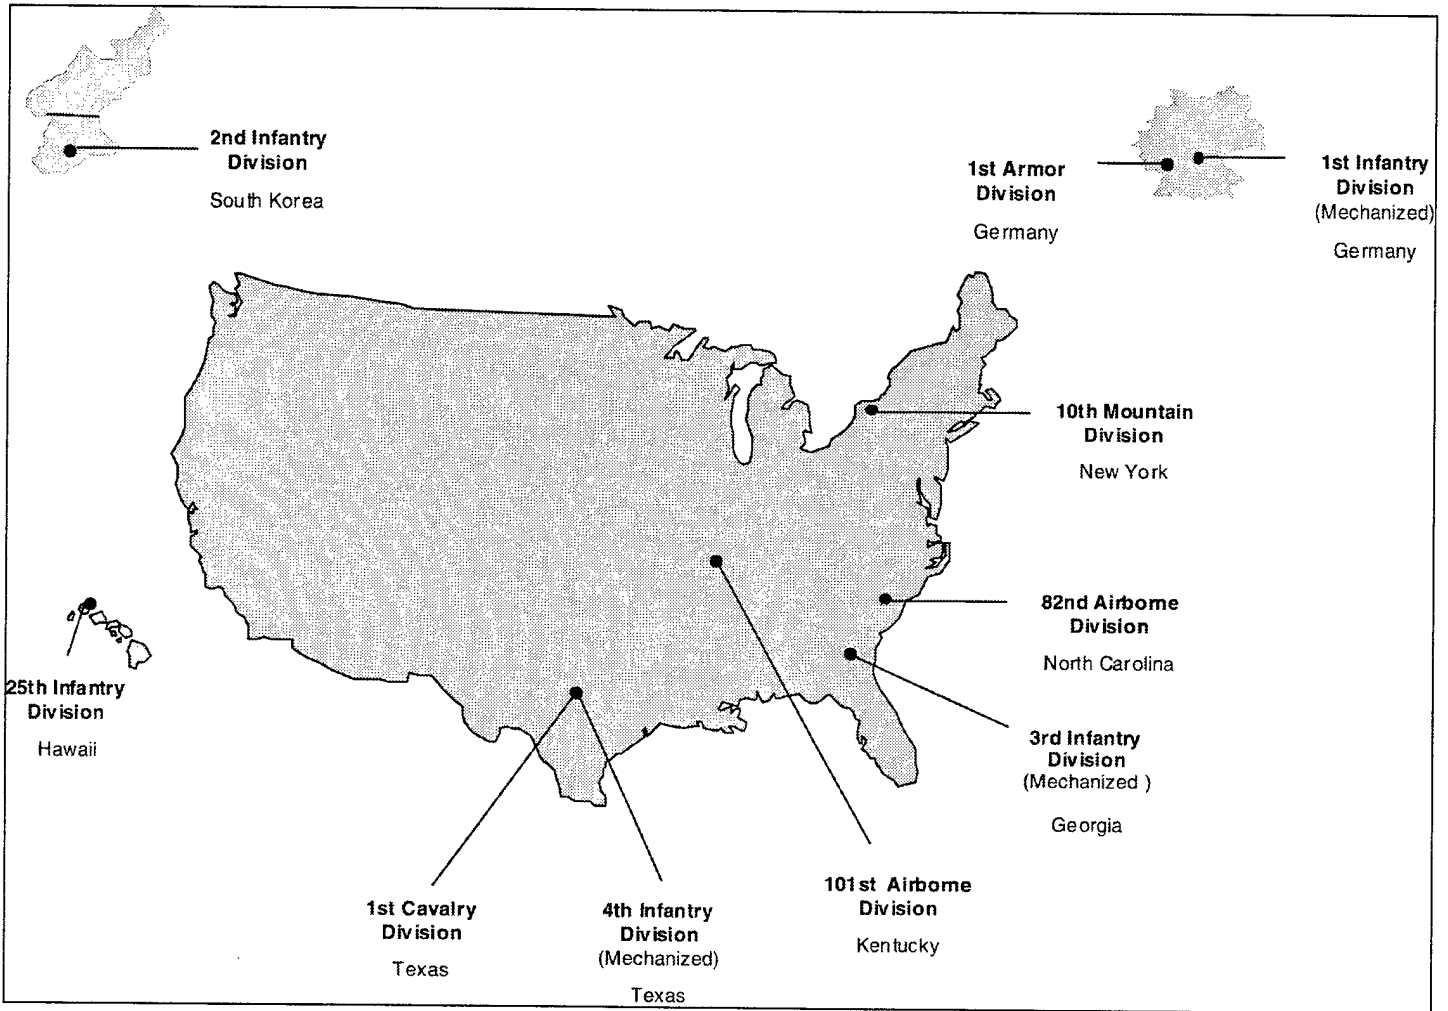 2nd Infantry
Division
South Korea
1st Armor
Division
Germany
1st Infantry
Division
(Mechanized)
Germany
10th Mountain
Division
New York
82nd Airborne
Division
North Carolina
25th Infantry
Division
Hawaii
3rd Infantry
Division
(Mechanized )
Georgia
101st Airborne
Division
Kentucky
1st Cavalry
Division
Texas
4th Infantry
Division
(Mechanized)
Texas